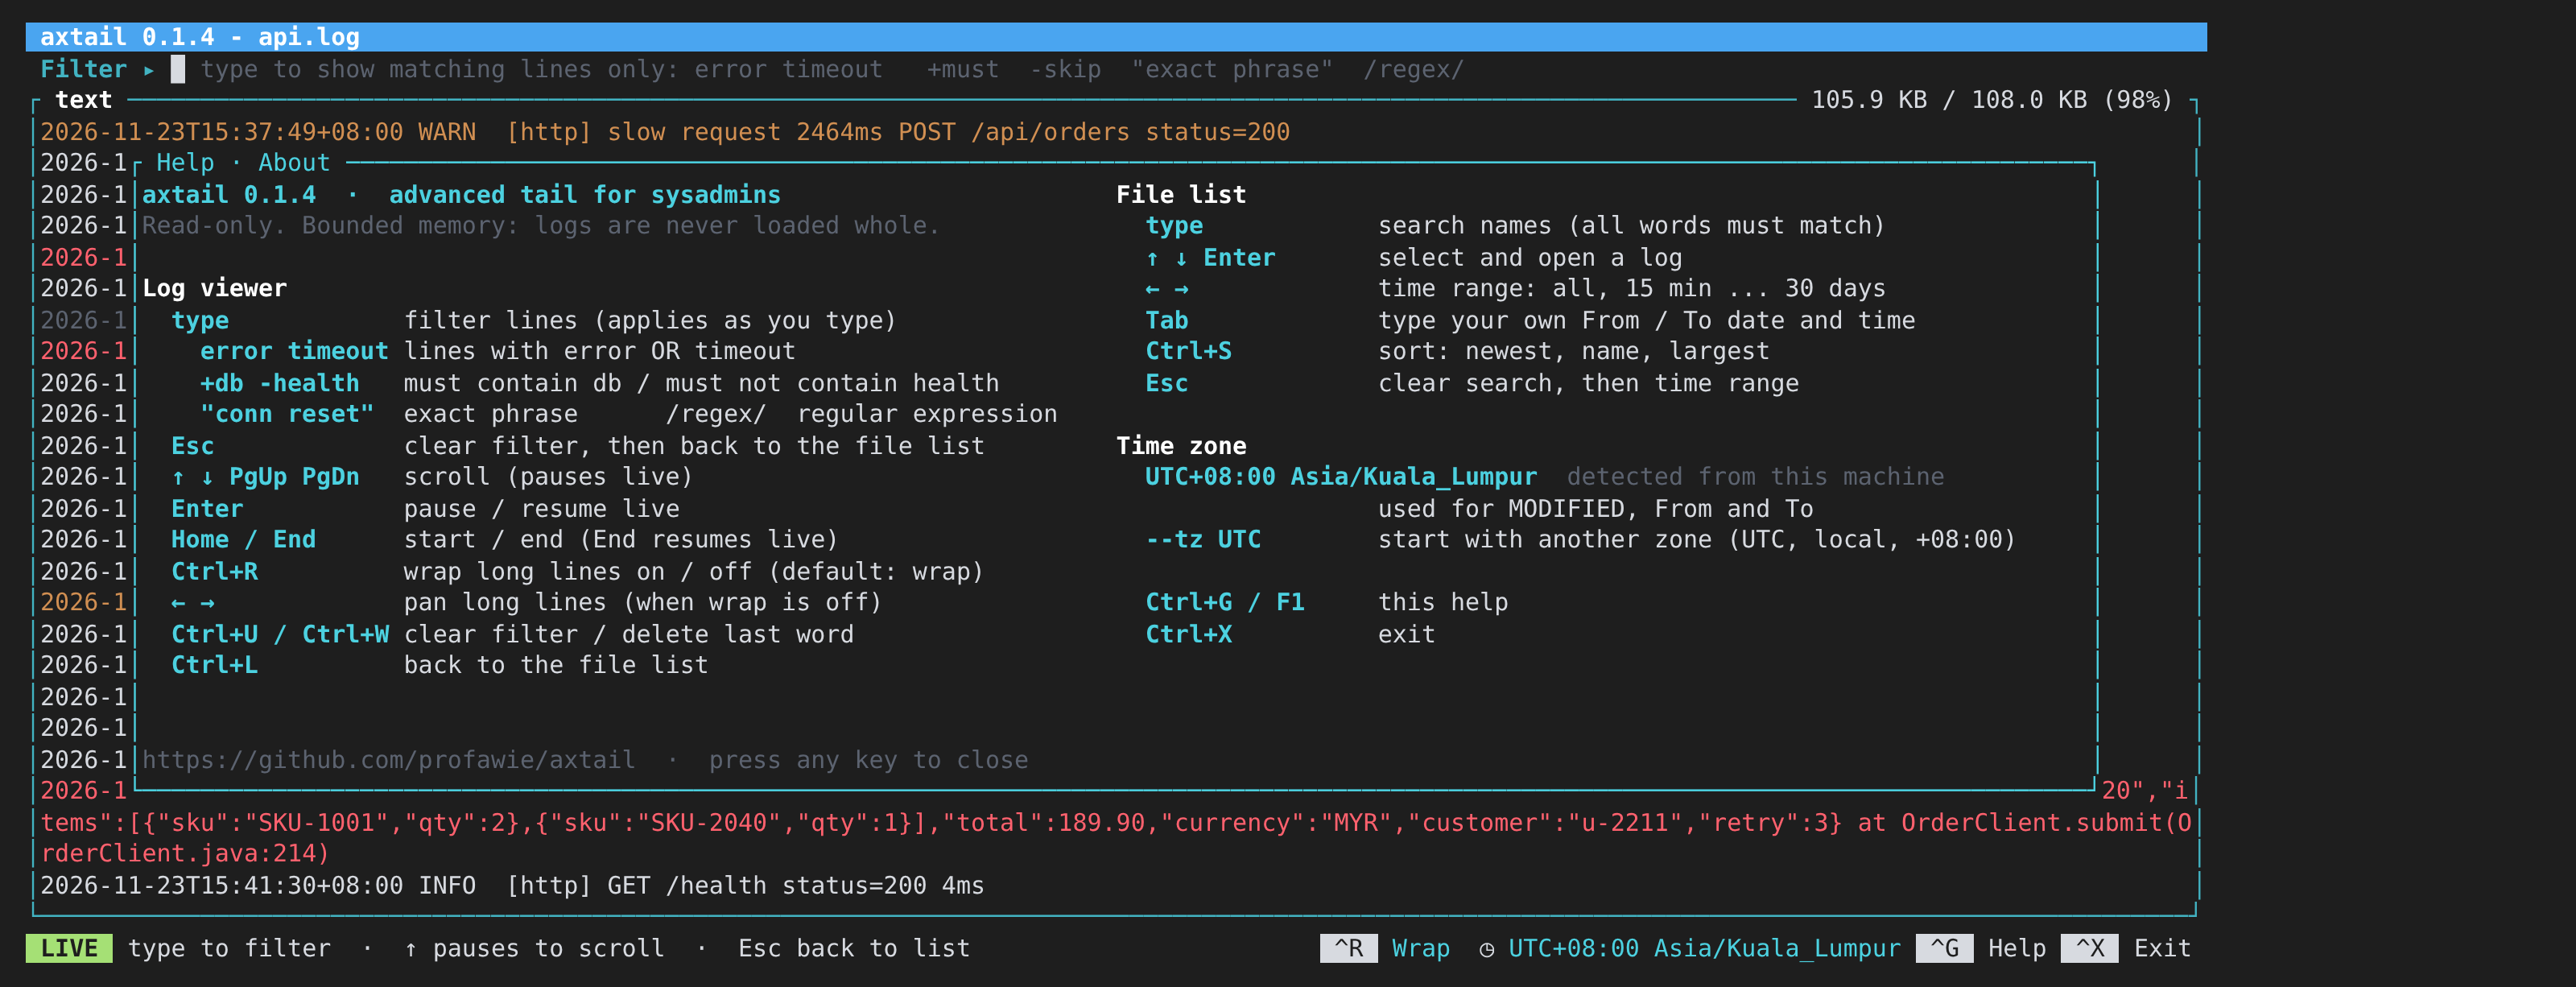 axtail 0.1.4 - api.log
Filter ▸ type to show matching lines only: error timeout   +must  -skip  "exact phrase"  /regex/
text 105.9 KB / 108.0 KB (98%)
2026-11-23T15:37:49+08:00 WARN  [http] slow request 2464ms POST /api/orders status=200
2026-1 Help · About
2026-1 axtail 0.1.4  ·  advanced tail for sysadmins  File list
2026-1 Read-only. Bounded memory: logs are never loaded whole.  type  search names (all words must match)
2026-1  ↑ ↓ Enter  select and open a log
2026-1 Log viewer  ← →  time range: all, 15 min ... 30 days
2026-1  type  filter lines (applies as you type)  Tab  type your own From / To date and time
2026-1  error timeout lines with error OR timeout  Ctrl+S  sort: newest, name, largest
2026-1  +db -health  must contain db / must not contain health  Esc  clear search, then time range
2026-1  "conn reset"  exact phrase  /regex/  regular expression
2026-1  Esc  clear filter, then back to the file list  Time zone
2026-1  ↑ ↓ PgUp PgDn  scroll (pauses live)  UTC+08:00 Asia/Kuala_Lumpur  detected from this machine
2026-1  Enter  pause / resume live  used for MODIFIED, From and To
2026-1  Home / End  start / end (End resumes live)  --tz UTC  start with another zone (UTC, local, +08:00)
2026-1  Ctrl+R  wrap long lines on / off (default: wrap)
2026-1  ← →  pan long lines (when wrap is off)  Ctrl+G / F1  this help
2026-1  Ctrl+U / Ctrl+W clear filter / delete last word  Ctrl+X  exit
2026-1  Ctrl+L  back to the file list
2026-1
2026-1
2026-1 https://github.com/profawie/axtail  ·  press any key to close
2026-1 20","i
tems":[{"sku":"SKU-1001","qty":2},{"sku":"SKU-2040","qty":1}],"total":189.90,"currency":"MYR","customer":"u-2211","retry":3} at OrderClient.submit(O
rderClient.java:214)
2026-11-23T15:41:30+08:00 INFO  [http] GET /health status=200 4ms
LIVE type to filter  ·  ↑ pauses to scroll  ·  Esc back to list  ^R Wrap  ◷ UTC+08:00 Asia/Kuala_Lumpur ^G Help ^X Exit